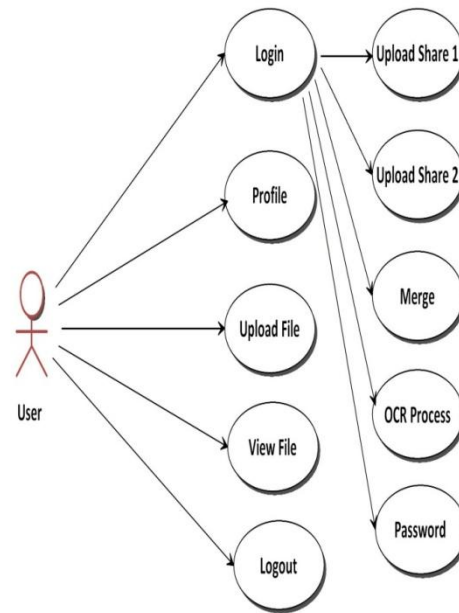 Login
Upload Share 1
Upload Share 2
Profile
Merge
Upload File
User
OCR Process
View File
Password
Logout